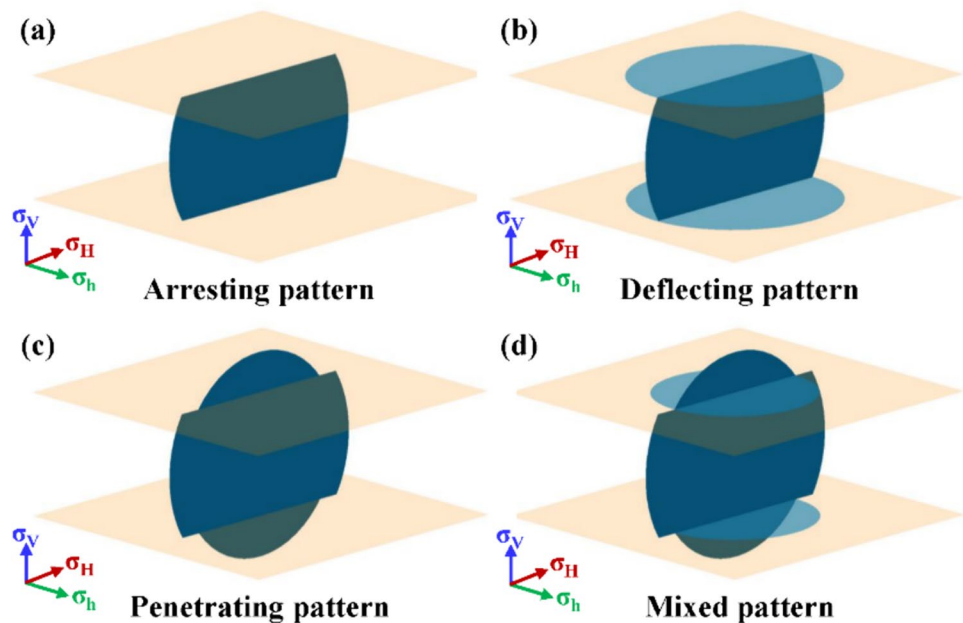 (a)
σV
σH
σh
Arresting pattern
(b)
σV
σH
σh
Deflecting pattern
(c)
σV
σH
σh
Penetrating pattern
(d)
σV
σH
σh
Mixed pattern